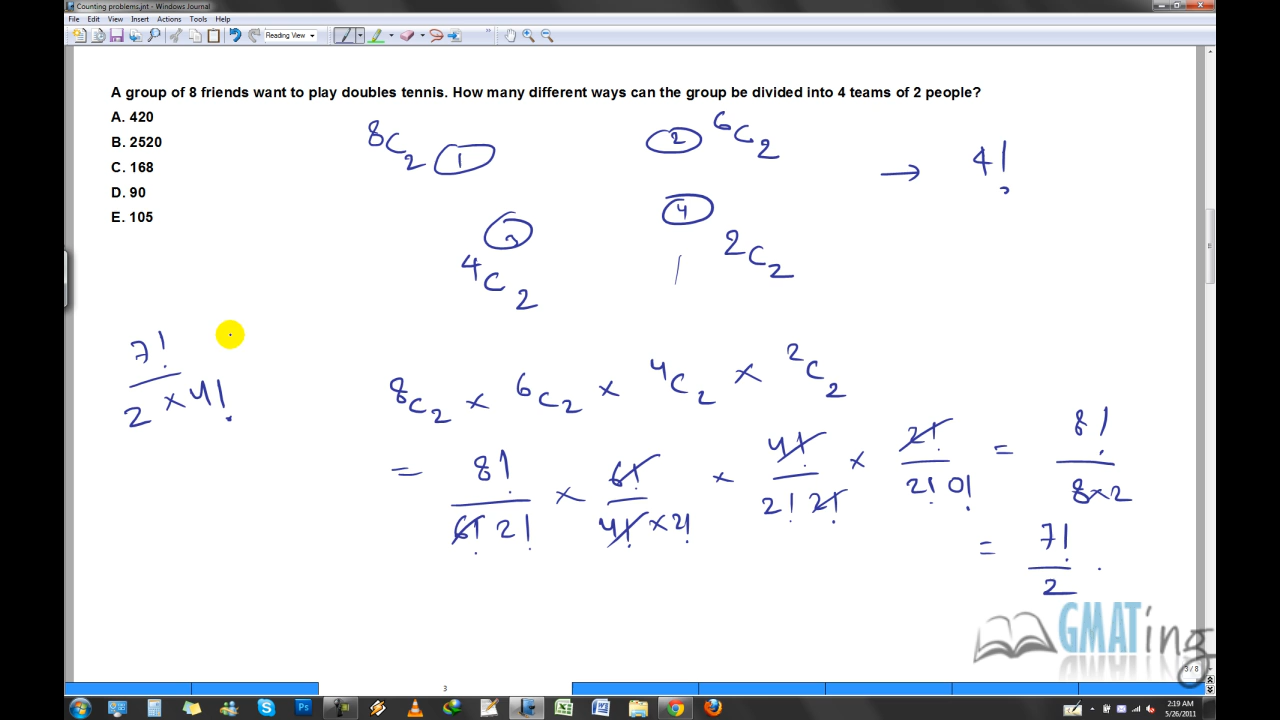 Counting problems.jnt - Windows Journal
File Edit View Insert Actions Tools Help
Reading View
A group of 8 friends want to play doubles tennis. How many different ways can the group be divided into 4 teams of 2 people?
A. 420
B. 2520
C. 168
D. 90
E. 105
8C2 1 2 6C2 → 4!
3 4
4C2 2C2
7!
2 × 4!
8C2 × 6C2 × 4C2 × 2C2
= 8! × 6! × 4! × 2! = 8!
6! 2! 4! × 2! 2! 2! 2! 0! 8×2
= 7!
2
GMATing
3 / 8
3
2:19 AM
5/26/2011